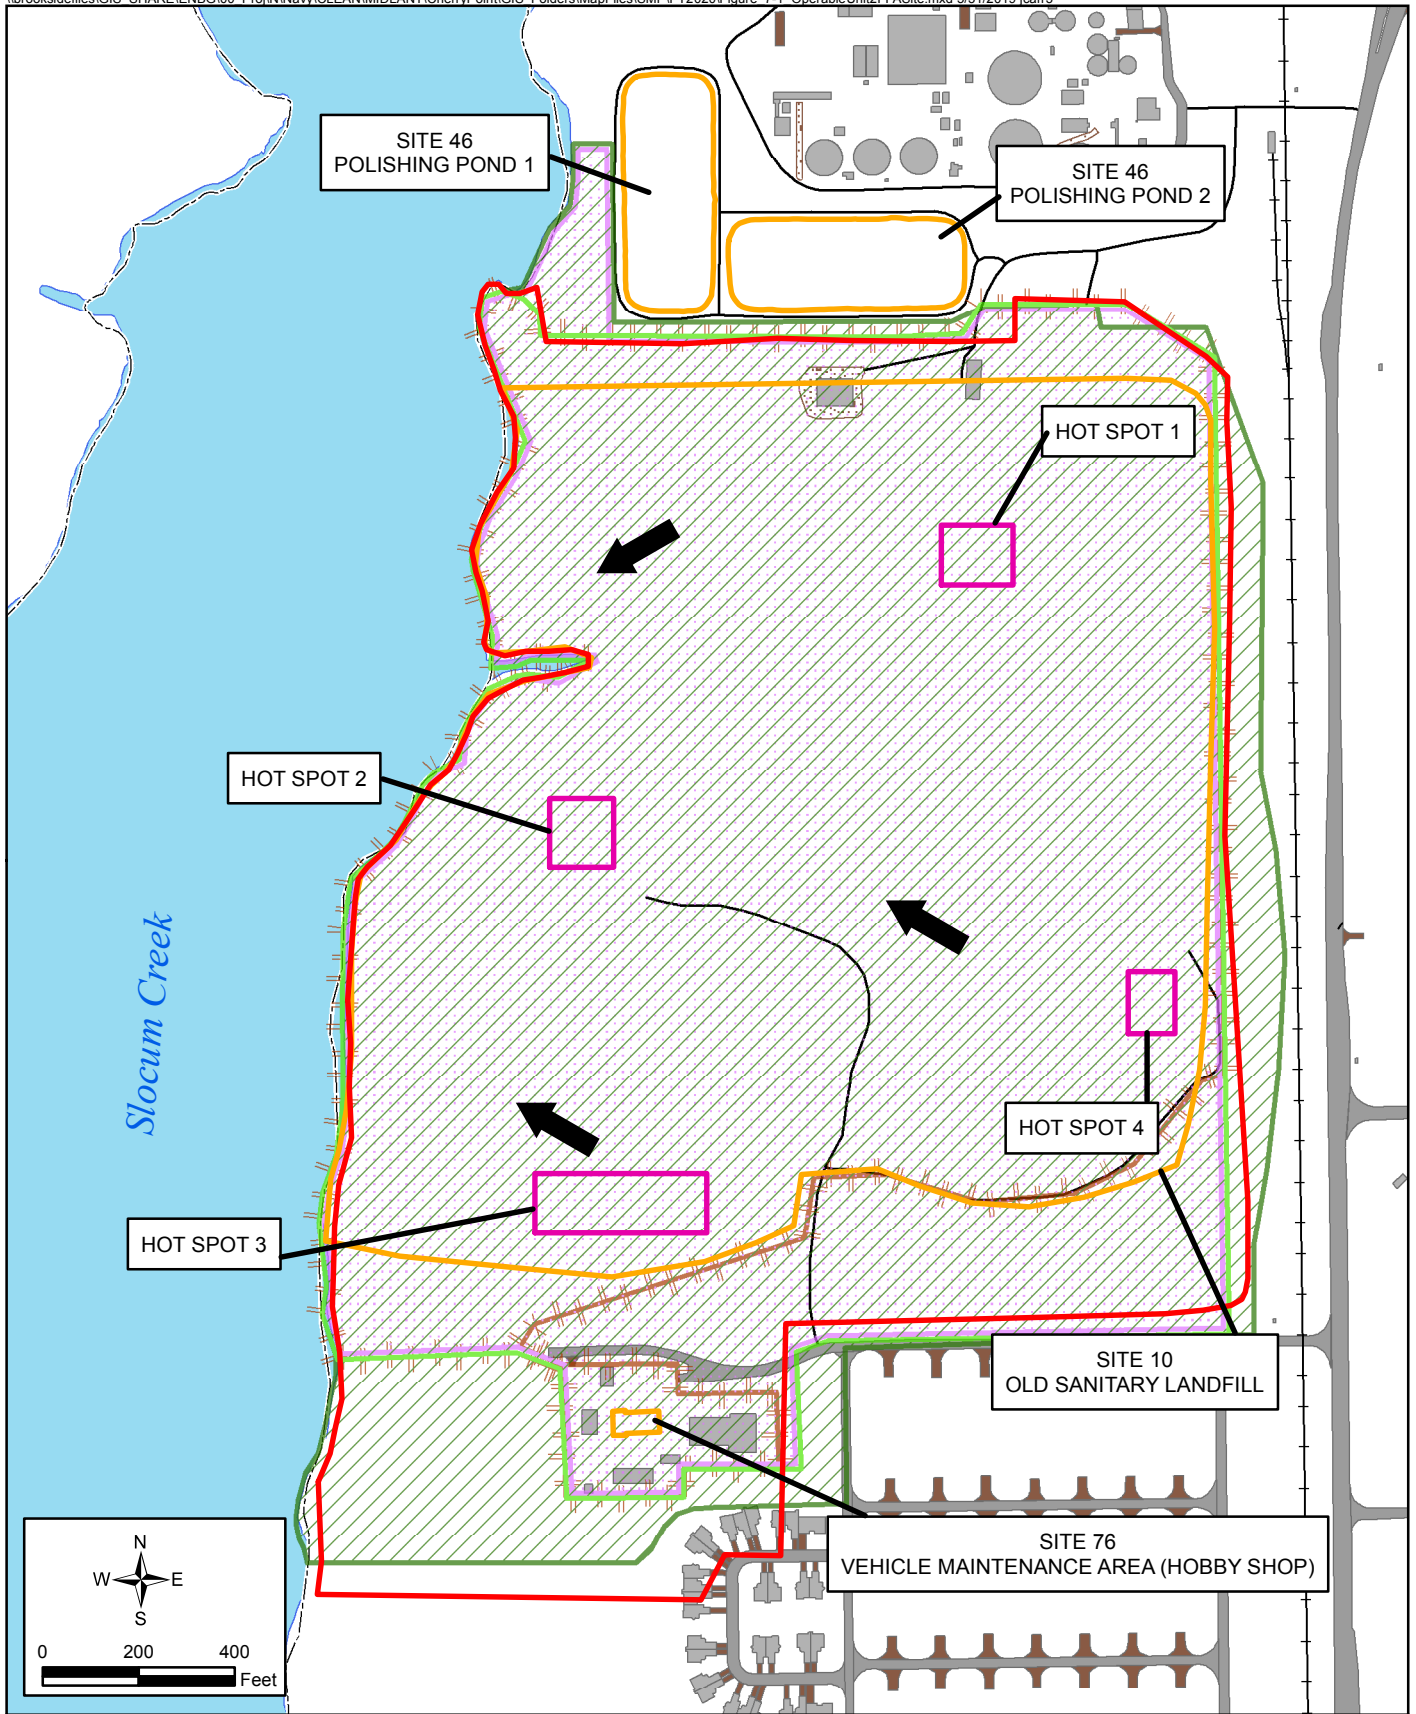 SITE 46
POLISHING POND 1
SITE 46
POLISHING POND 2
HOT SPOT 1
HOT SPOT 2
Slocum Creek
HOT SPOT 4
HOT SPOT 3
SITE 10
OLD SANITARY LANDFILL
SITE 76
VEHICLE MAINTENANCE AREA (HOBBY SHOP)
N
W E
S
0 200 400
Feet